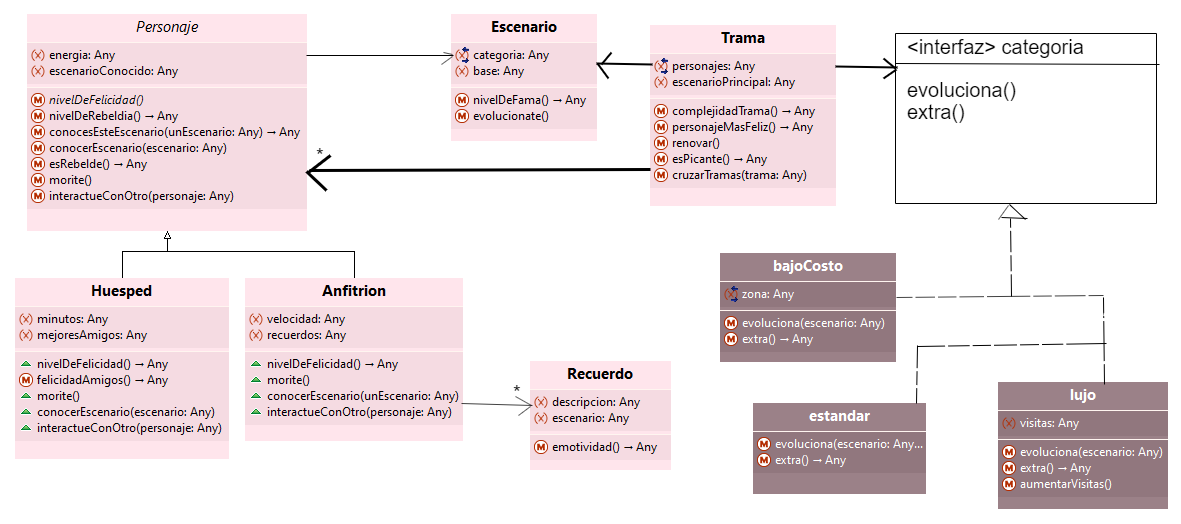 Personaje
energia: Any
escenarioConocido: Any
nivelDeFelicidad()
nivelDeRebeldia() → Any
conocesEsteEscenario(unEscenario: Any) → Any
conocerEscenario(escenario: Any)
esRebelde() → Any
morite()
interactueConOtro(personaje: Any)
Escenario
categoria: Any
base: Any
nivelDeFama() → Any
evolucionate()
Trama
personajes: Any
escenarioPrincipal: Any
complejidadTrama() → Any
personajeMasFeliz() → Any
renovar()
esPicante() → Any
cruzarTramas(trama: Any)
<interfaz> categoria
evoluciona()
extra()
*
Huesped
minutos: Any
mejoresAmigos: Any
nivelDeFelicidad() → Any
felicidadAmigos() → Any
morite()
conocerEscenario(escenario: Any)
interactueConOtro(personaje: Any)
Anfitrion
velocidad: Any
recuerdos: Any
nivelDeFelicidad() → Any
morite()
conocerEscenario(unEscenario: Any)
interactueConOtro(personaje: Any)
*
Recuerdo
descripcion: Any
escenario: Any
emotividad() → Any
bajoCosto
zona: Any
evoluciona(escenario: Any)
extra() → Any
estandar
evoluciona(escenario: Any...
extra() → Any
lujo
visitas: Any
evoluciona(escenario: Any)
extra() → Any
aumentarVisitas()